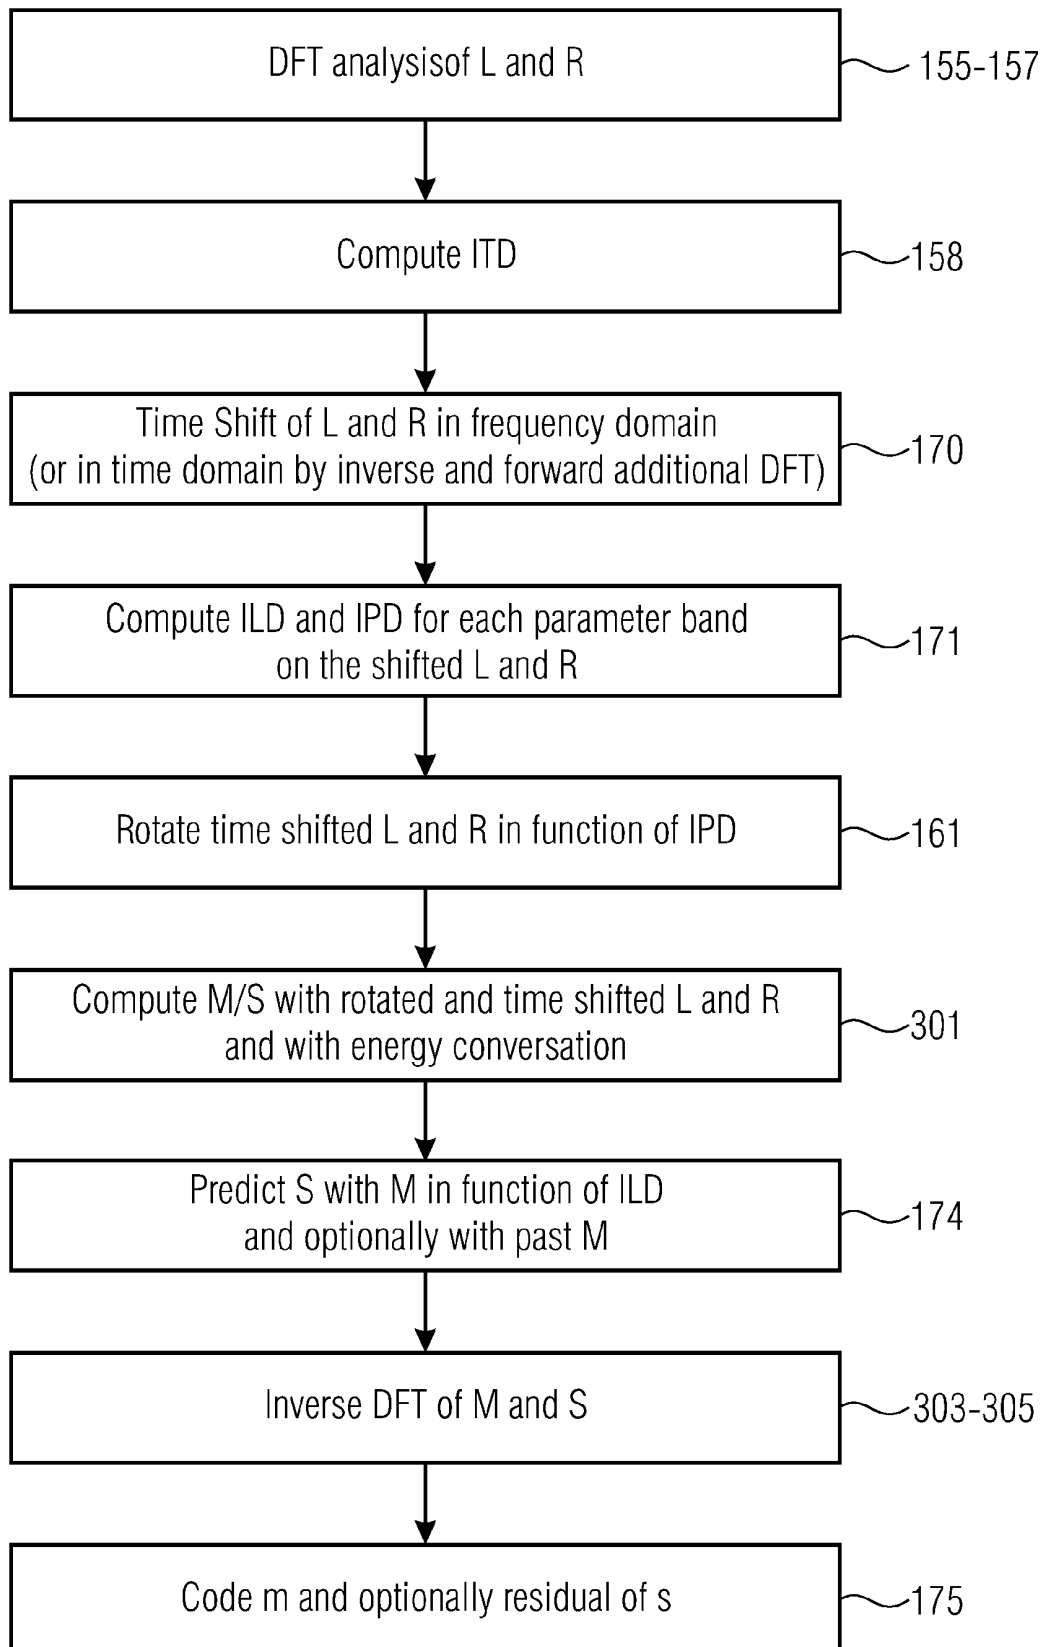 DFT analysisof L and R
155-157
Compute ITD
158
Time Shift of L and R in frequency domain
(or in time domain by inverse and forward additional DFT)
170
Compute ILD and IPD for each parameter band
on the shifted L and R
171
Rotate time shifted L and R in function of IPD
161
Compute M/S with rotated and time shifted L and R
and with energy conversation
301
Predict S with M in function of ILD
and optionally with past M
174
Inverse DFT of M and S
303-305
Code m and optionally residual of s
175